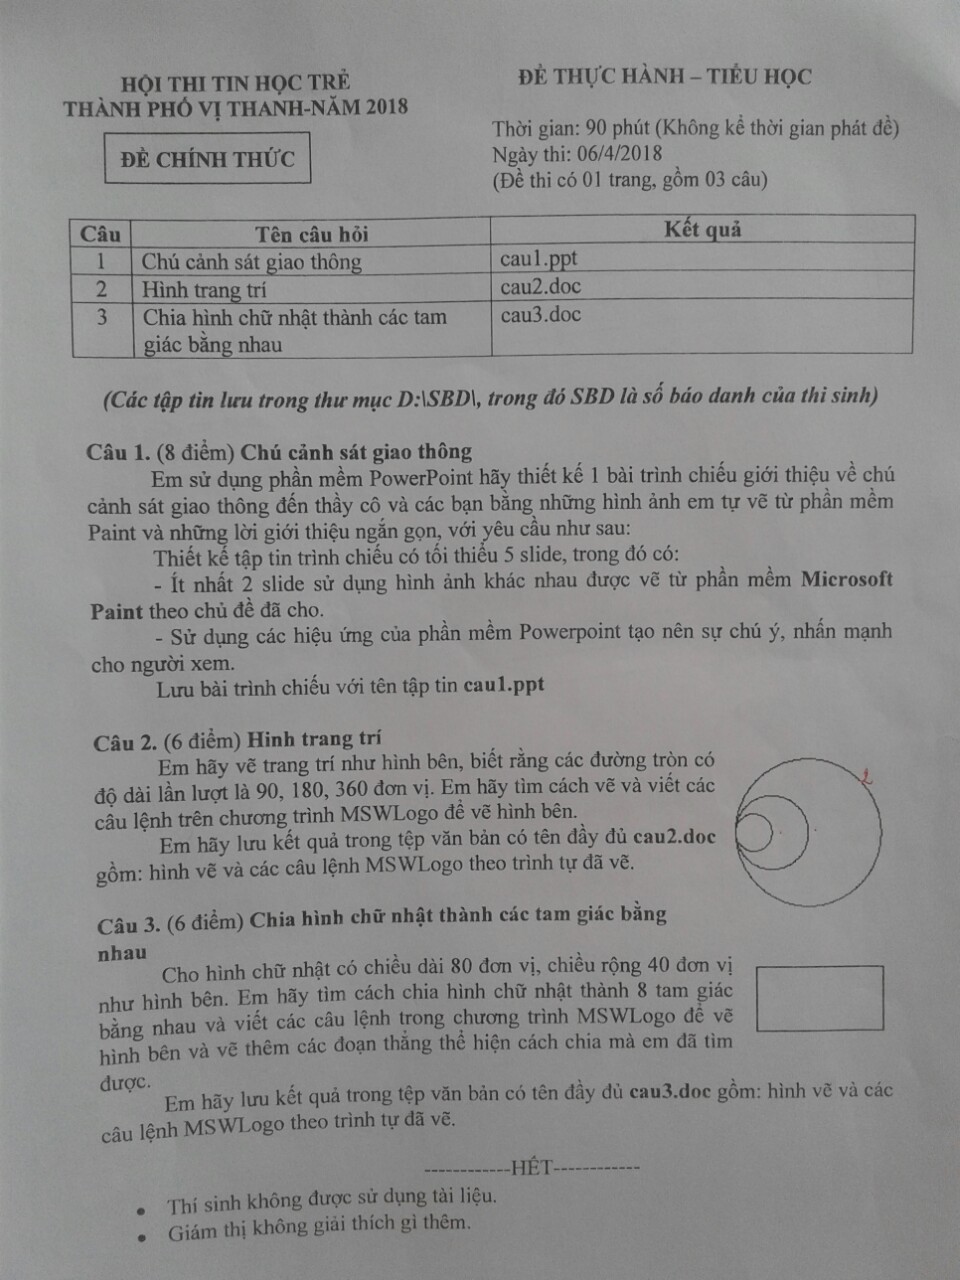 HỘI THI TIN HỌC TRẺ
THÀNH PHỐ VỊ THANH-NĂM 2018
ĐỀ CHÍNH THỨC
ĐỀ THỰC HÀNH – TIỂU HỌC
Thời gian: 90 phút (Không kể thời gian phát đề)
Ngày thi: 06/4/2018
(Đề thi có 01 trang, gồm 03 câu)
Câu Tên câu hỏi Kết quả
1 Chú cảnh sát giao thông cau1.ppt
2 Hình trang trí cau2.doc
3 Chia hình chữ nhật thành các tam cau3.doc
giác bằng nhau
(Các tập tin lưu trong thư mục D:\SBD\, trong đó SBD là số báo danh của thi sinh)
Câu 1. (8 điểm) Chú cảnh sát giao thông
Em sử dụng phần mềm PowerPoint hãy thiết kế 1 bài trình chiếu giới thiệu về chú
cảnh sát giao thông đến thầy cô và các bạn bằng những hình ảnh em tự vẽ từ phần mềm
Paint và những lời giới thiệu ngắn gọn, với yêu cầu như sau:
Thiết kế tập tin trình chiếu có tối thiểu 5 slide, trong đó có:
- Ít nhất 2 slide sử dụng hình ảnh khác nhau được vẽ từ phần mềm Microsoft
Paint theo chủ đề đã cho.
- Sử dụng các hiệu ứng của phần mềm Powerpoint tạo nên sự chú ý, nhấn mạnh
cho người xem.
Lưu bài trình chiếu với tên tập tin cau1.ppt
Câu 2. (6 điểm) Hình trang trí
Em hãy vẽ trang trí như hình bên, biết rằng các đường tròn có
độ dài lần lượt là 90, 180, 360 đơn vị. Em hãy tìm cách vẽ và viết các
câu lệnh trên chương trình MSWLogo để vẽ hình bên.
Em hãy lưu kết quả trong tệp văn bản có tên đầy đủ cau2.doc
gồm: hình vẽ và các câu lệnh MSWLogo theo trình tự đã vẽ.
Câu 3. (6 điểm) Chia hình chữ nhật thành các tam giác bằng
nhau
Cho hình chữ nhật có chiều dài 80 đơn vị, chiều rộng 40 đơn vị
như hình bên. Em hãy tìm cách chia hình chữ nhật thành 8 tam giác
bằng nhau và viết các câu lệnh trong chương trình MSWLogo để vẽ
hình bên và vẽ thêm các đoạn thẳng thể hiện cách chia mà em đã tìm
được.
Em hãy lưu kết quả trong tệp văn bản có tên đầy đủ cau3.doc gồm: hình vẽ và các
câu lệnh MSWLogo theo trình tự đã vẽ.
------------HẾT------------
• Thí sinh không được sử dụng tài liệu.
• Giám thị không giải thích gì thêm.